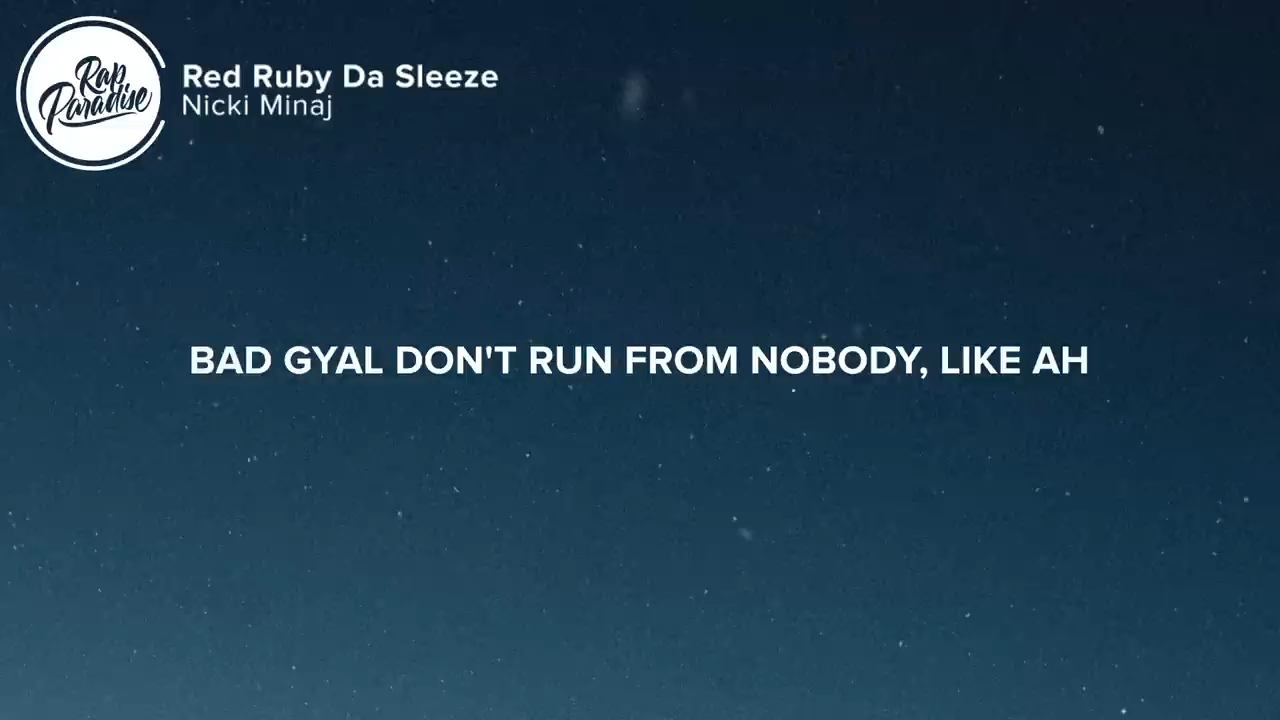 Rap
Paradise
Red Ruby Da Sleeze
Nicki Minaj
BAD GYAL DON'T RUN FROM NOBODY, LIKE AH